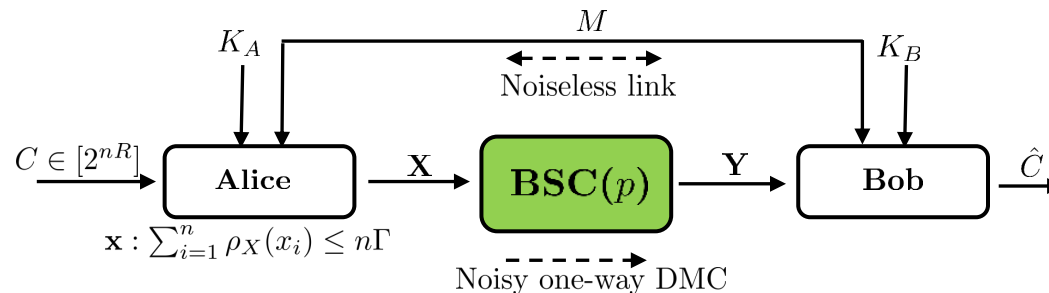 M
K_A
K_B
Noiseless link
C ∈ [2^{nR}]
Alice
X
BSC(p)
Y
Bob
Ĉ
x : ∑_{i=1}^{n} ρ_X(x_i) ≤ nΓ
Noisy one-way DMC